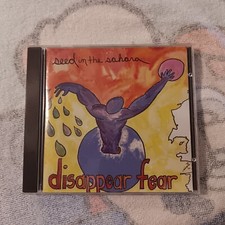 seed in the sahara
disappear fear